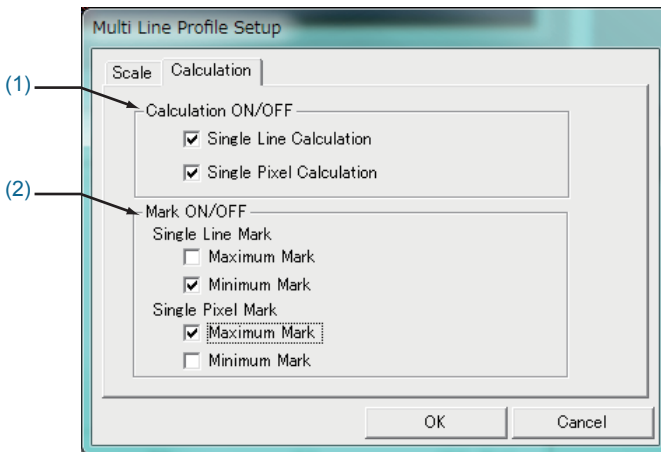 Multi Line Profile Setup
Scale
Calculation
(1)
Calculation ON/OFF
Single Line Calculation
Single Pixel Calculation
(2)
Mark ON/OFF
Single Line Mark
Maximum Mark
Minimum Mark
Single Pixel Mark
Maximum Mark
Minimum Mark
OK
Cancel